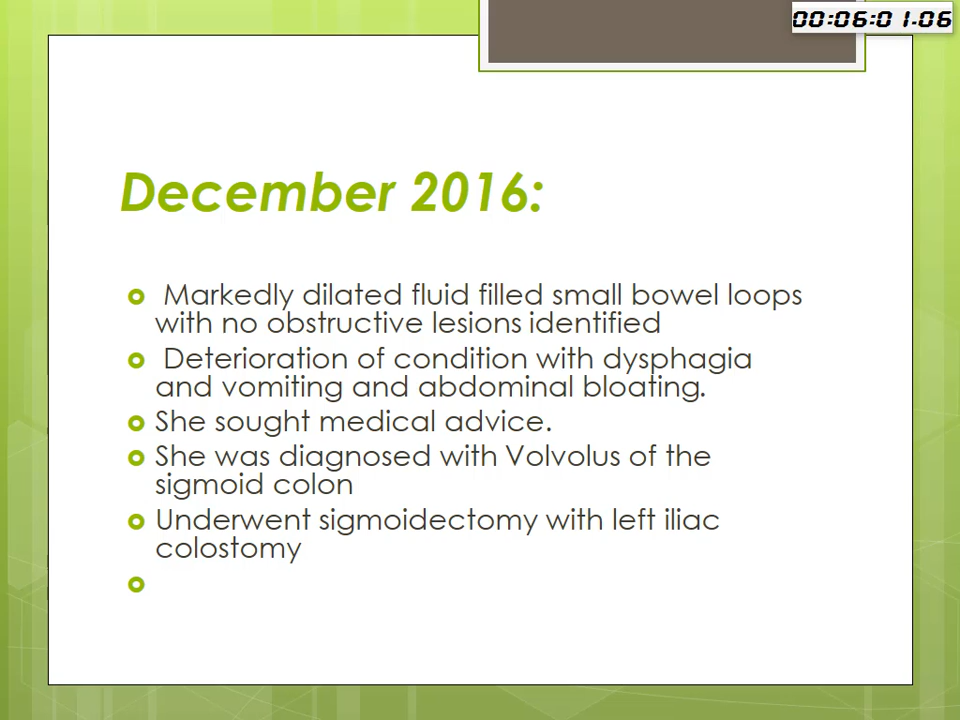 00:06:01.06
December 2016:
Markedly dilated fluid filled small bowel loops
with no obstructive lesions identified
Deterioration of condition with dysphagia
and vomiting and abdominal bloating.
She sought medical advice.
She was diagnosed with Volvolus of the
sigmoid colon
Underwent sigmoidectomy with left iliac
colostomy